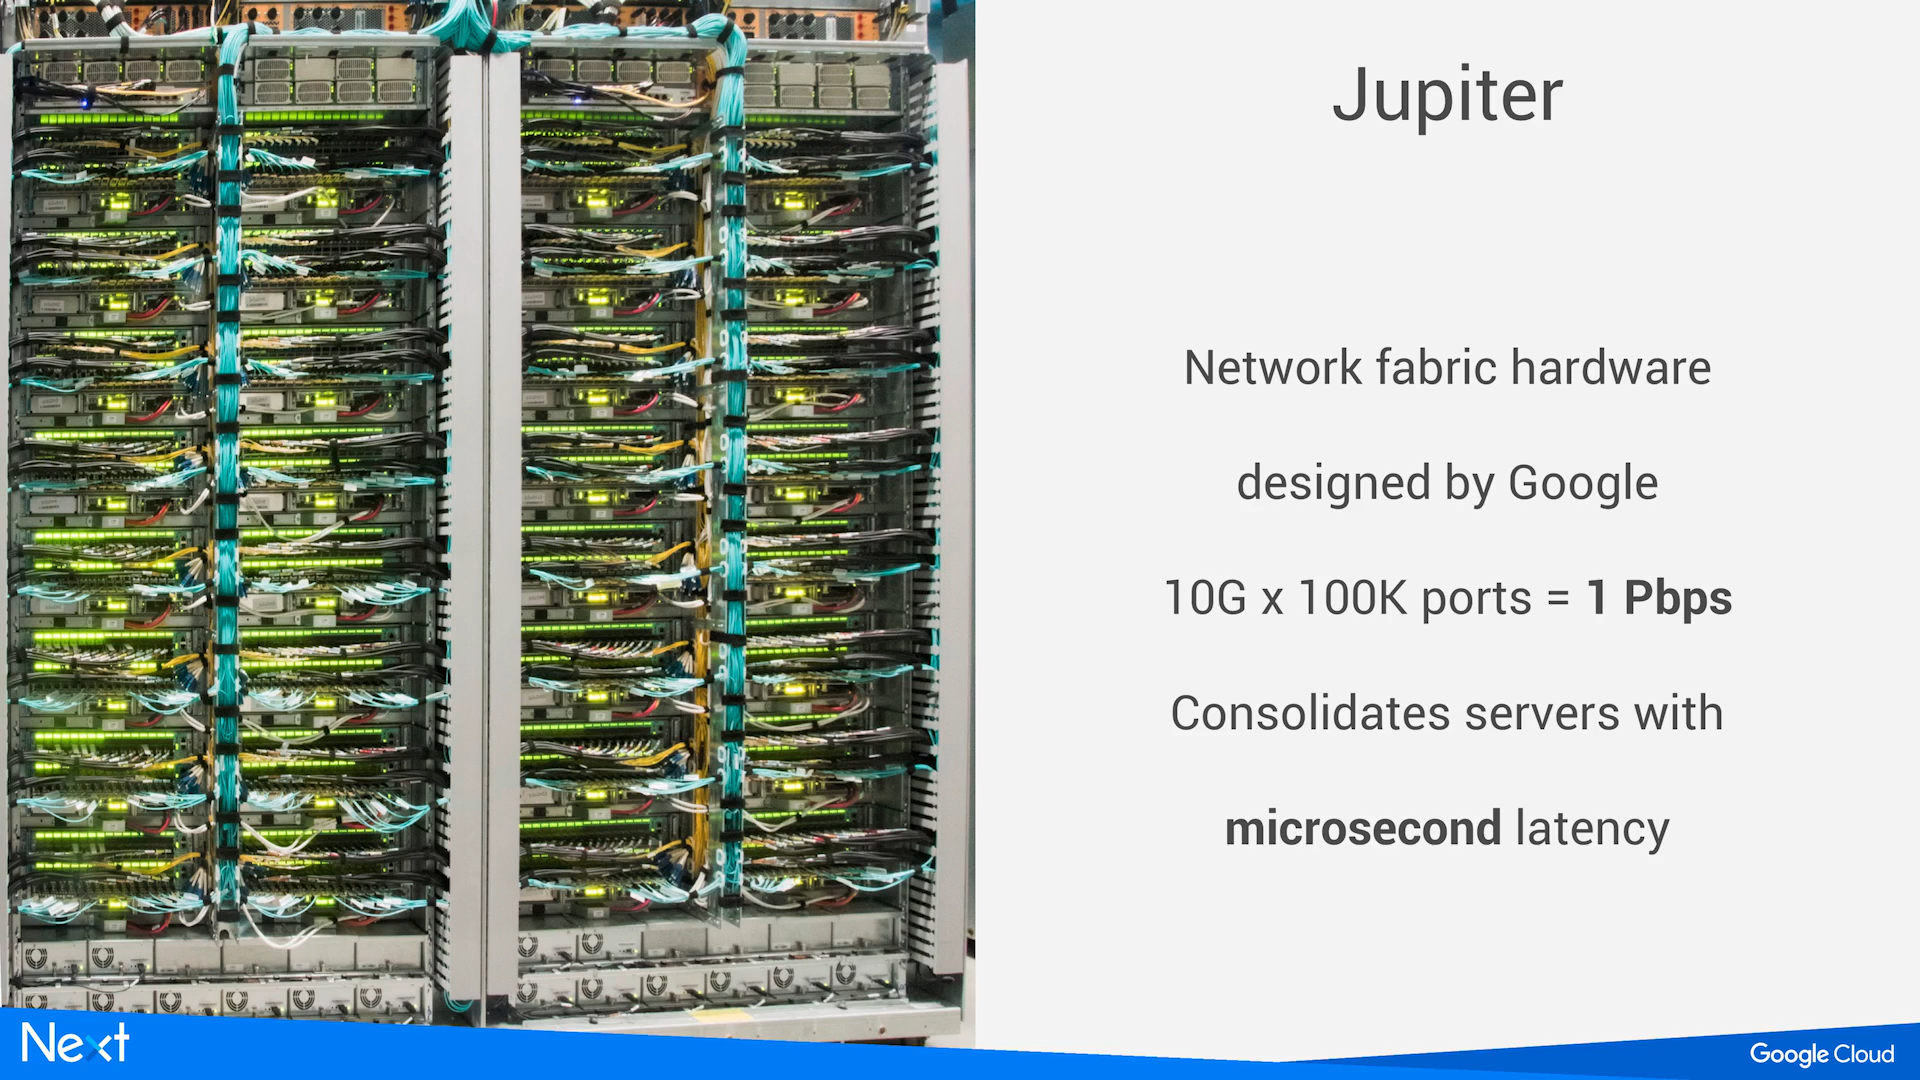 Jupiter
Network fabric hardware
designed by Google
10G x 100K ports = 1 Pbps
Consolidates servers with
microsecond latency
Next
Google Cloud